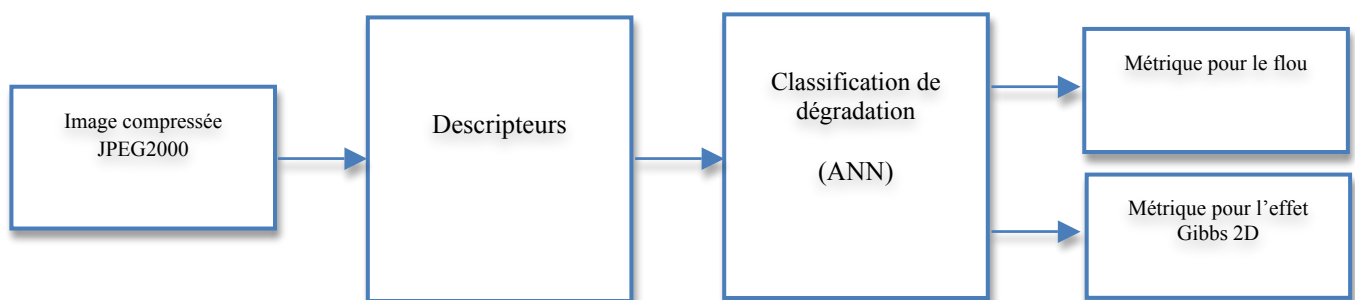 Image compressée
JPEG2000
Descripteurs
Classification de
dégradation
(ANN)
Métrique pour le flou
Métrique pour l’effet
Gibbs 2D